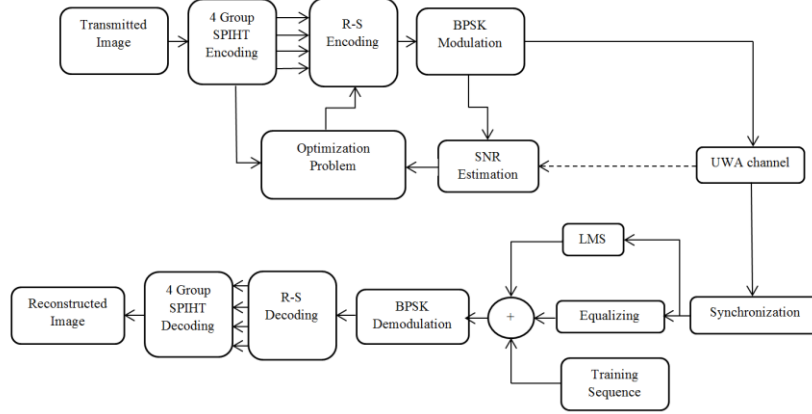 Transmitted
Image
4 Group
SPIHT
Encoding
R-S
Encoding
BPSK
Modulation
Optimization
Problem
SNR
Estimation
UWA channel
LMS
Reconstructed
Image
4 Group
SPIHT
Decoding
R-S
Decoding
BPSK
Demodulation
+
Equalizing
Synchronization
Training
Sequence